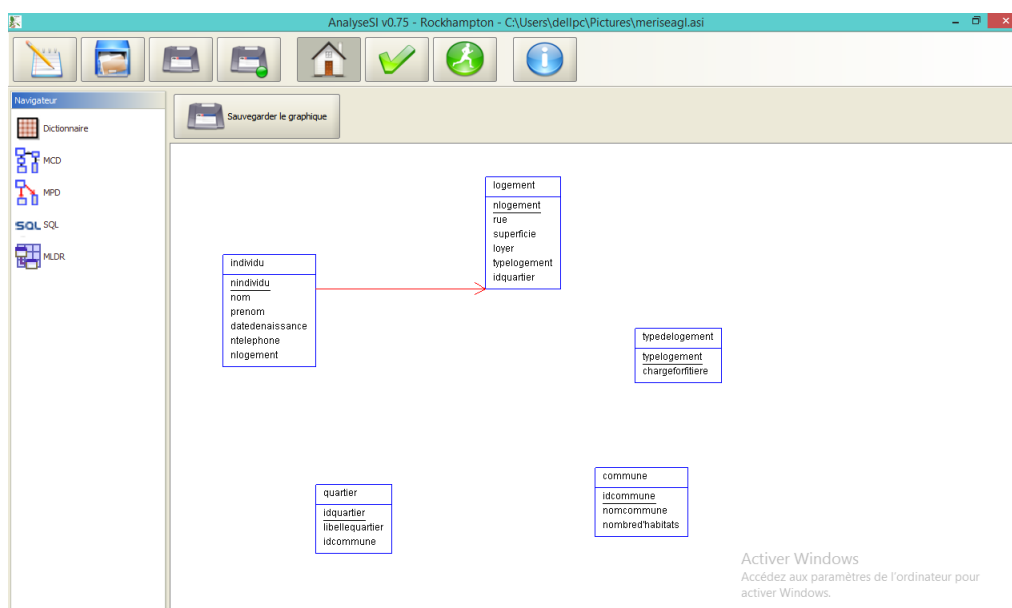 AnalyseSI v0.75 - Rockhampton - C:\Users\dellpc\Pictures\meriseagl.asi
Navigateur
Dictionnaire
MCD
MPD
SQL SQL
MLDR
Sauvegarder le graphique
logement
nlogement
rue
superficie
loyer
typelogement
idquartier
individu
nindividu
nom
prenom
datedenaissance
ntelephone
nlogement
typedelogement
typelogement
chargeforfitiere
quartier
idquartier
libellequartier
idcommune
commune
idcommune
nomcommune
nombred'habitats
Activer Windows
Accédez aux paramètres de l'ordinateur pour
activer Windows.